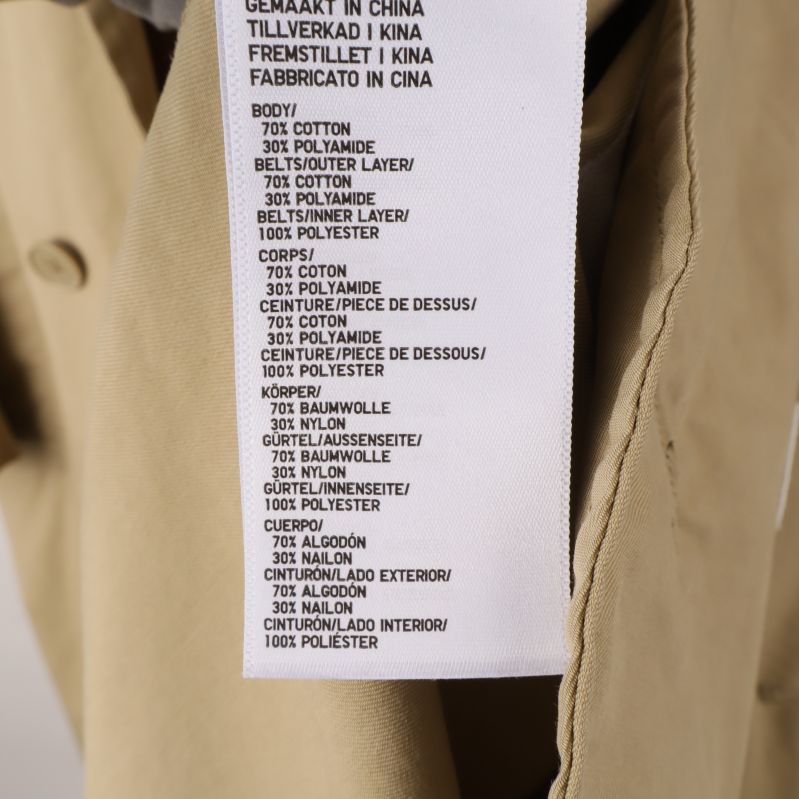 GEMAAKT IN CHINA
TILLVERKAD I KINA
FREMSTILLET I KINA
FABBRICATO IN CINA
BODY/
70% COTTON
30% POLYAMIDE
BELTS/OUTER LAYER/
70% COTTON
30% POLYAMIDE
BELTS/INNER LAYER/
100% POLYESTER
CORPS/
70% COTON
30% POLYAMIDE
CEINTURE/PIECE DE DESSUS/
70% COTON
30% POLYAMIDE
CEINTURE/PIECE DE DESSOUS/
100% POLYESTER
KÖRPER/
70% BAUMWOLLE
30% NYLON
GÜRTEL/AUSSENSEITE/
70% BAUMWOLLE
30% NYLON
GÜRTEL/INNENSEITE/
100% POLYESTER
CUERPO/
70% ALGODÓN
30% NAILON
CINTURÓN/LADO EXTERIOR/
70% ALGODÓN
30% NAILON
CINTURÓN/LADO INTERIOR/
100% POLIÉSTER